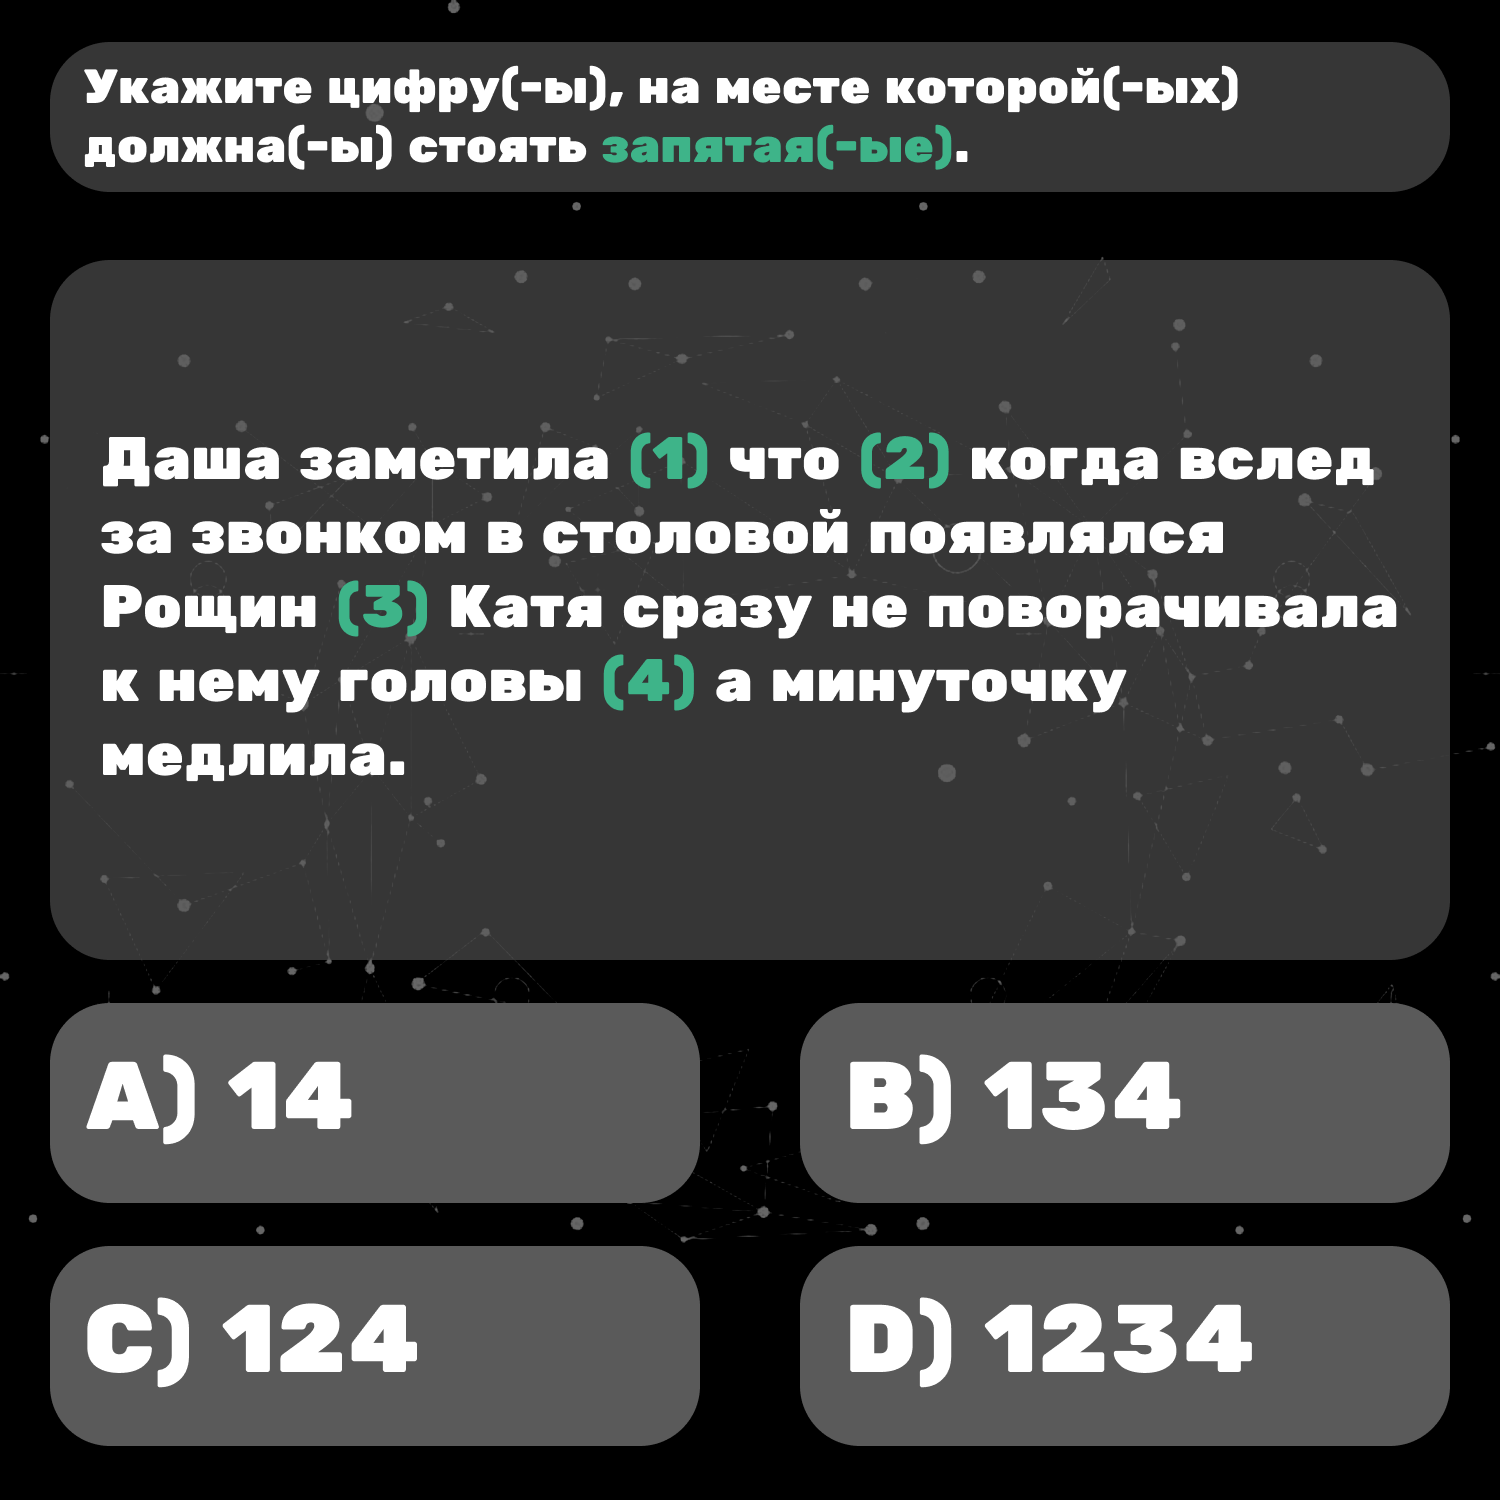 Укажите цифру(-ы), на месте которой(-ых)
должна(-ы) стоять запятая(-ые).
Даша заметила (1) что (2) когда вслед
за звонком в столовой появлялся
Рощин (3) Катя сразу не поворачивала
к нему головы (4) а минуточку
медлила.
A) 14
B) 134
C) 124
D) 1234